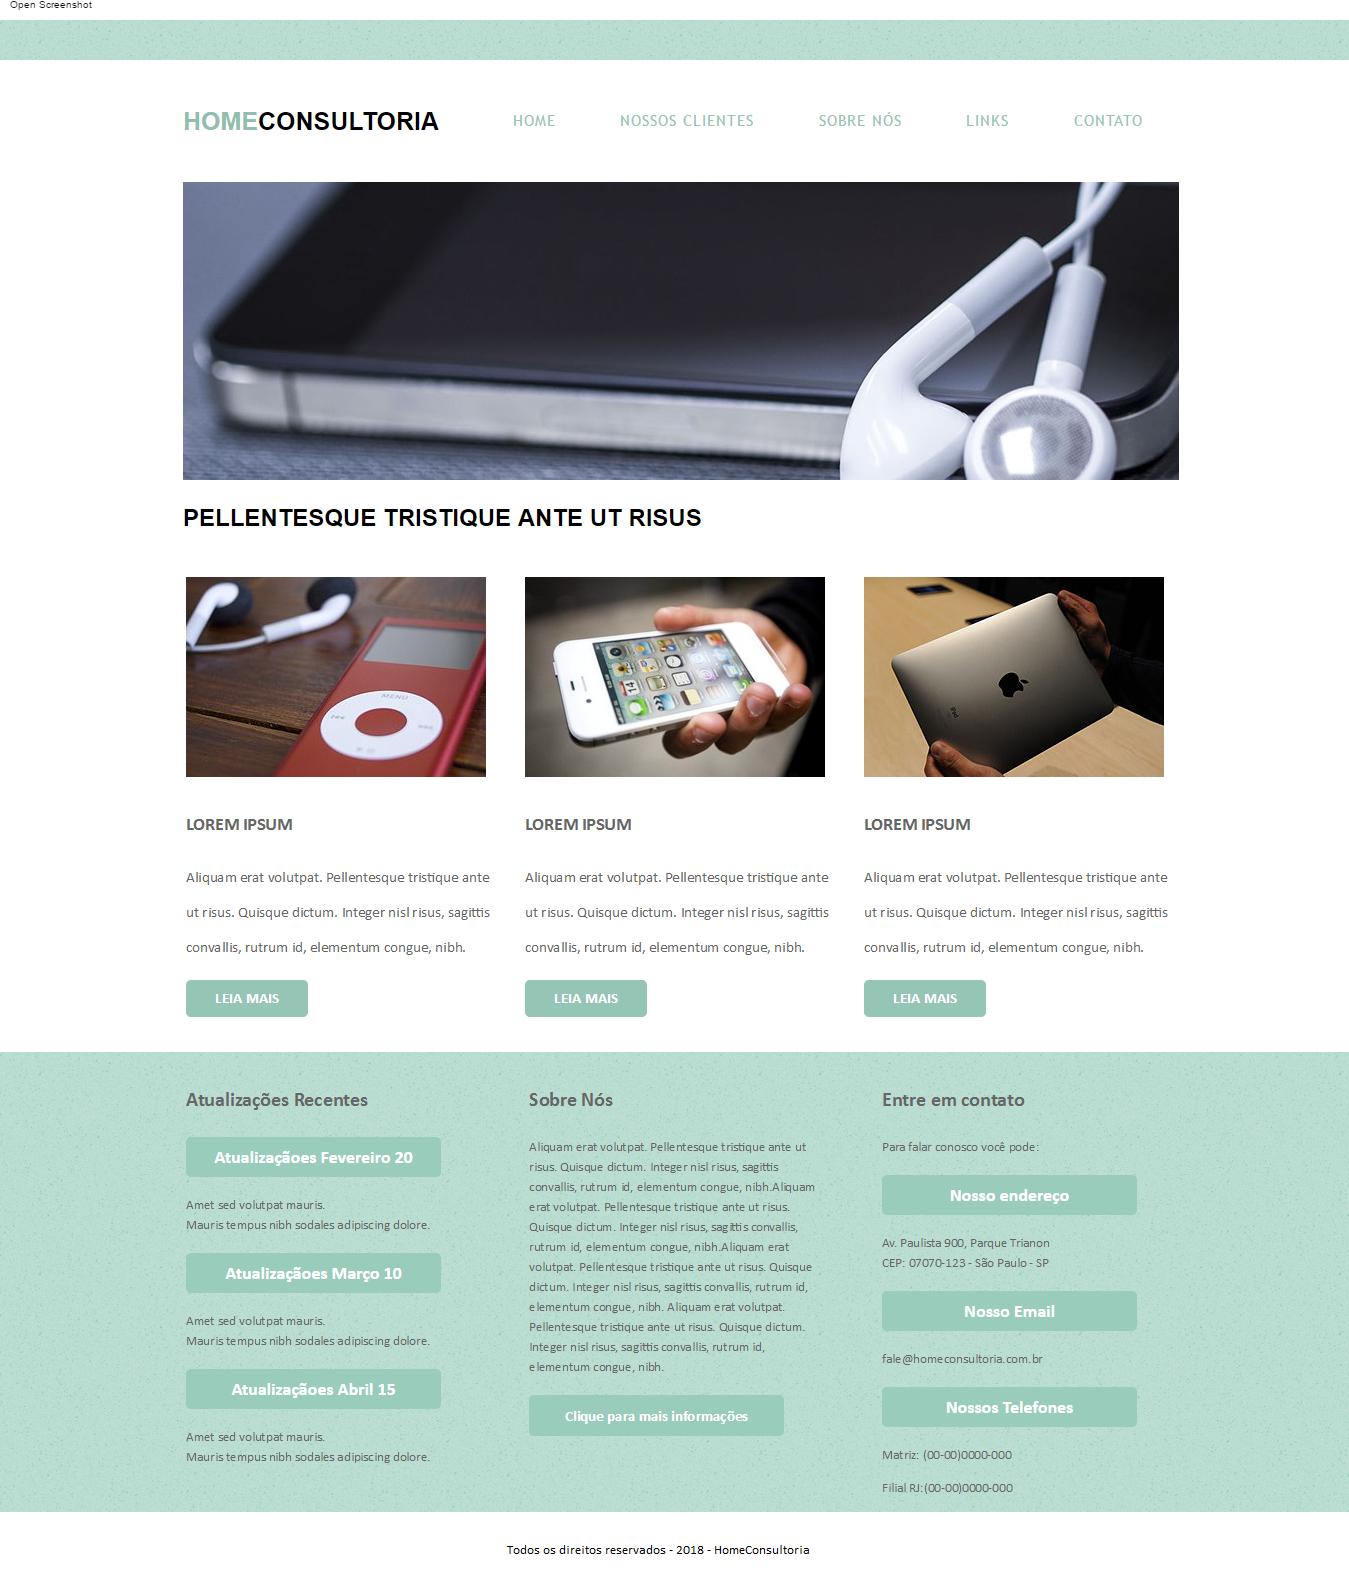 Open Screenshot
HOMECONSULTORIA
HOME
NOSSOS CLIENTES
SOBRE NÓS
LINKS
CONTATO
PELLENTESQUE TRISTIQUE ANTE UT RISUS
MENU
14
LOREM IPSUM
Aliquam erat volutpat. Pellentesque tristique ante
ut risus. Quisque dictum. Integer nisl risus, sagittis
convallis, rutrum id, elementum congue, nibh.
LEIA MAIS
LOREM IPSUM
Aliquam erat volutpat. Pellentesque tristique ante
ut risus. Quisque dictum. Integer nisl risus, sagittis
convallis, rutrum id, elementum congue, nibh.
LEIA MAIS
LOREM IPSUM
Aliquam erat volutpat. Pellentesque tristique ante
ut risus. Quisque dictum. Integer nisl risus, sagittis
convallis, rutrum id, elementum congue, nibh.
LEIA MAIS
Atualizações Recentes
Atualizaçãoes Fevereiro 20
Amet sed volutpat mauris.
Mauris tempus nibh sodales adipiscing dolore.
Atualizaçãoes Março 10
Amet sed volutpat mauris.
Mauris tempus nibh sodales adipiscing dolore.
Atualizaçãoes Abril 15
Amet sed volutpat mauris.
Mauris tempus nibh sodales adipiscing dolore.
Sobre Nós
Aliquam erat volutpat. Pellentesque tristique ante ut
risus. Quisque dictum. Integer nisl risus, sagittis
convallis, rutrum id, elementum congue, nibh.Aliquam
erat volutpat. Pellentesque tristique ante ut risus.
Quisque dictum. Integer nisl risus, sagittis convallis,
rutrum id, elementum congue, nibh.Aliquam erat
volutpat. Pellentesque tristique ante ut risus. Quisque
dictum. Integer nisl risus, sagittis convallis, rutrum id,
elementum congue, nibh. Aliquam erat volutpat.
Pellentesque tristique ante ut risus. Quisque dictum.
Integer nisl risus, sagittis convallis, rutrum id,
elementum congue, nibh.
Clique para mais informações
Entre em contato
Para falar conosco você pode:
Nosso endereço
Av. Paulista 900, Parque Trianon
CEP: 07070-123 - São Paulo - SP
Nosso Email
fale@homeconsultoria.com.br
Nossos Telefones
Matriz: (00-00)0000-000
Filial RJ:(00-00)0000-000
Todos os direitos reservados - 2018 - HomeConsultoria